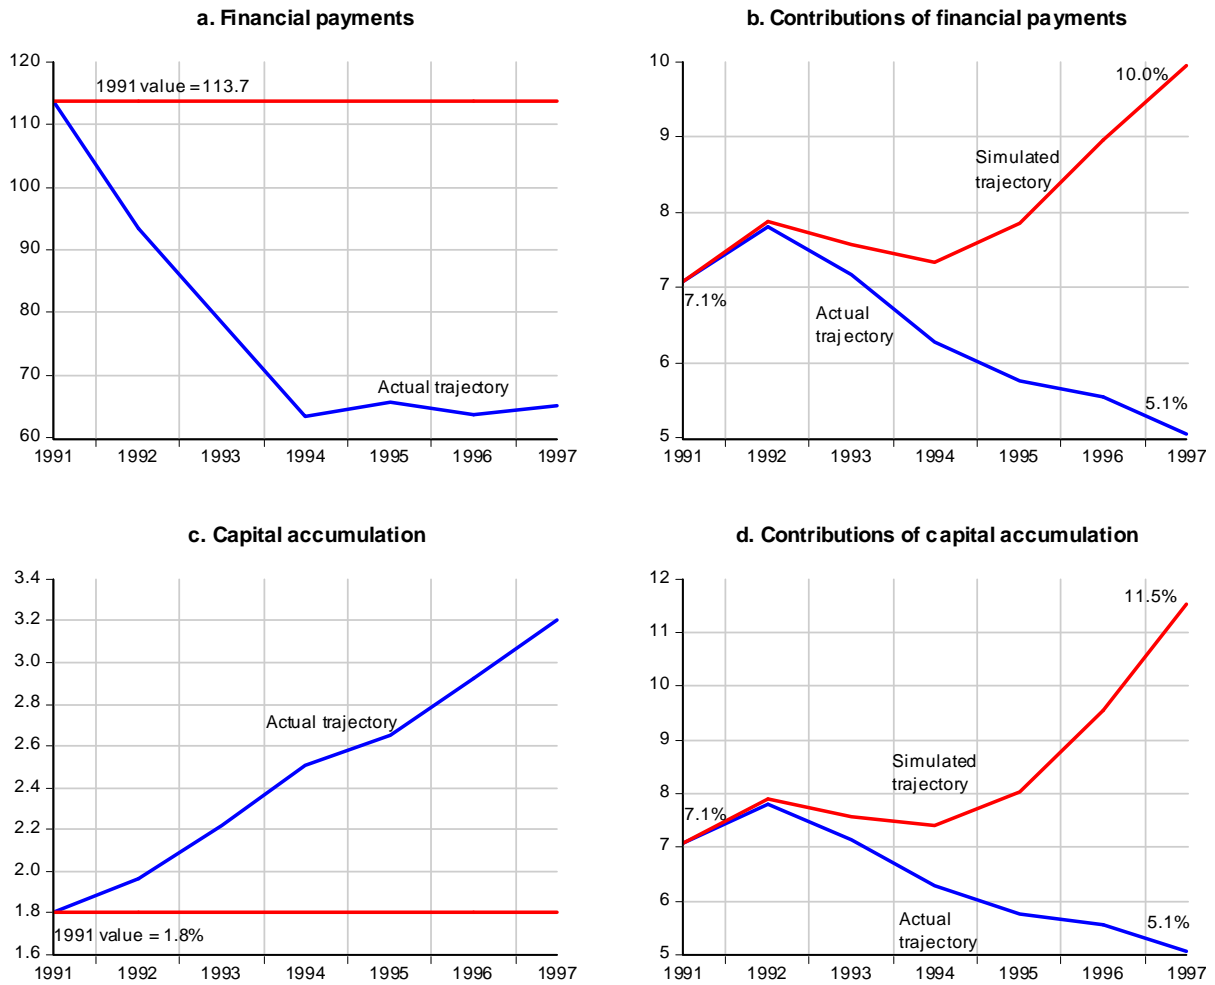 a. Financial payments
120
110
100
90
80
70
60
1991 value = 113.7
Actual trajectory
1991 1992 1993 1994 1995 1996 1997
b. Contributions of financial payments
10
9
8
7
6
5
10.0%
Simulated
trajectory
7.1%
Actual
trajectory
5.1%
1991 1992 1993 1994 1995 1996 1997
c. Capital accumulation
3.4
3.2
3.0
2.8
2.6
2.4
2.2
2.0
1.8
1.6
Actual trajectory
1991 value = 1.8%
1991 1992 1993 1994 1995 1996 1997
d. Contributions of capital accumulation
12
11
10
9
8
7
6
5
11.5%
Simulated
trajectory
7.1%
Actual
trajectory
5.1%
1991 1992 1993 1994 1995 1996 1997